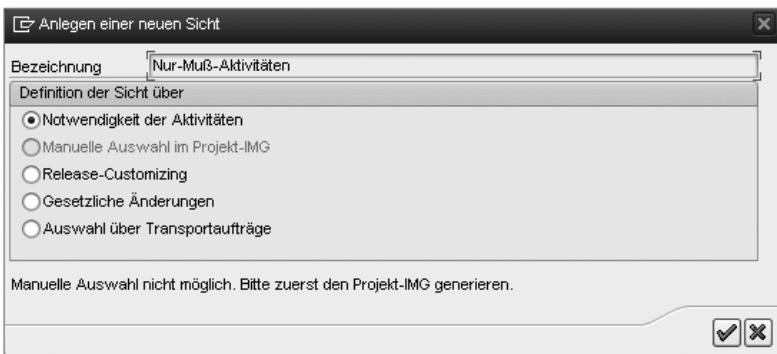 Anlegen einer neuen Sicht
Bezeichnung Nur-Muß-Aktivitäten
Definition der Sicht über
Notwendigkeit der Aktivitäten
Manuelle Auswahl im Projekt-IMG
Release-Customizing
Gesetzliche Änderungen
Auswahl über Transportaufträge
Manuelle Auswahl nicht möglich. Bitte zuerst den Projekt-IMG generieren.